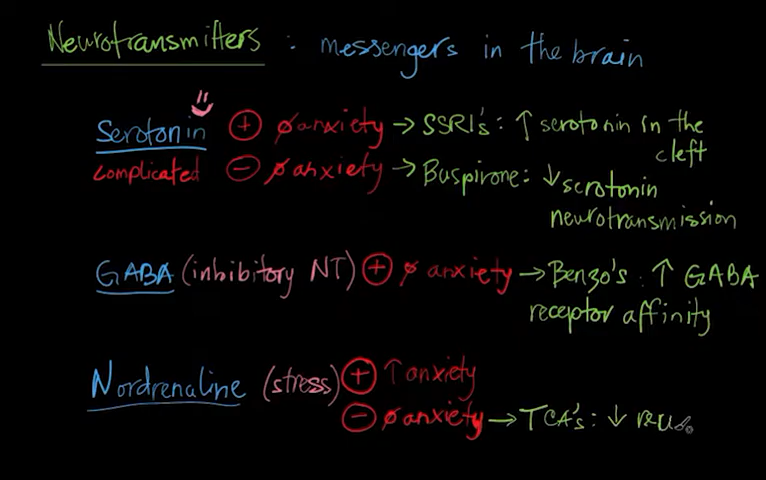 Neurotransmitters : messengers in the brain
Serotonin ⊕ ø anxiety → SSRI's: ↑ serotonin in the
cleft
complicated ⊖ ø anxiety → Buspirone: ↓ serotonin
neurotransmission
GABA (inhibitory NT) ⊕ ø anxiety → Benzo's: ↑ GABA
receptor affinity
Nordrenaline (stress) ⊕ ↑ anxiety
⊖ ø anxiety → TCA's: ↓